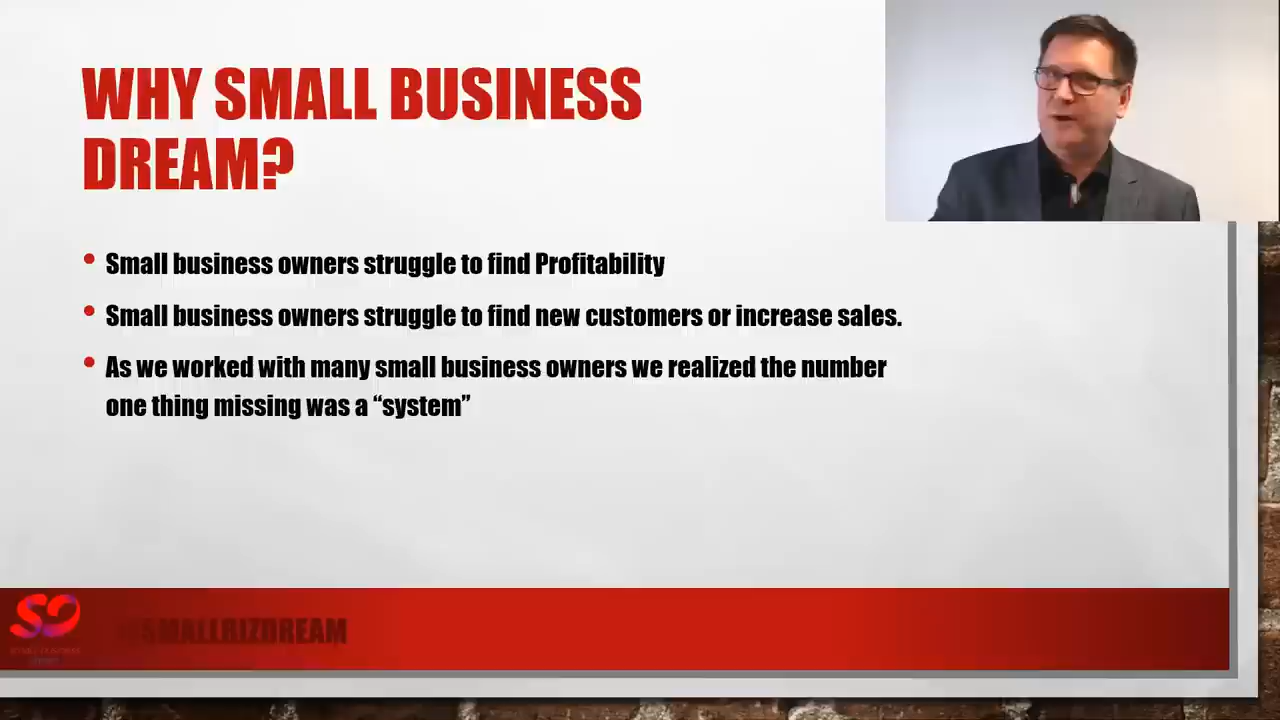 WHY SMALL BUSINESS
DREAM?
• Small business owners struggle to find Profitability
• Small business owners struggle to find new customers or increase sales.
• As we worked with many small business owners we realized the number
one thing missing was a “system”
SMALLBIZDREAM